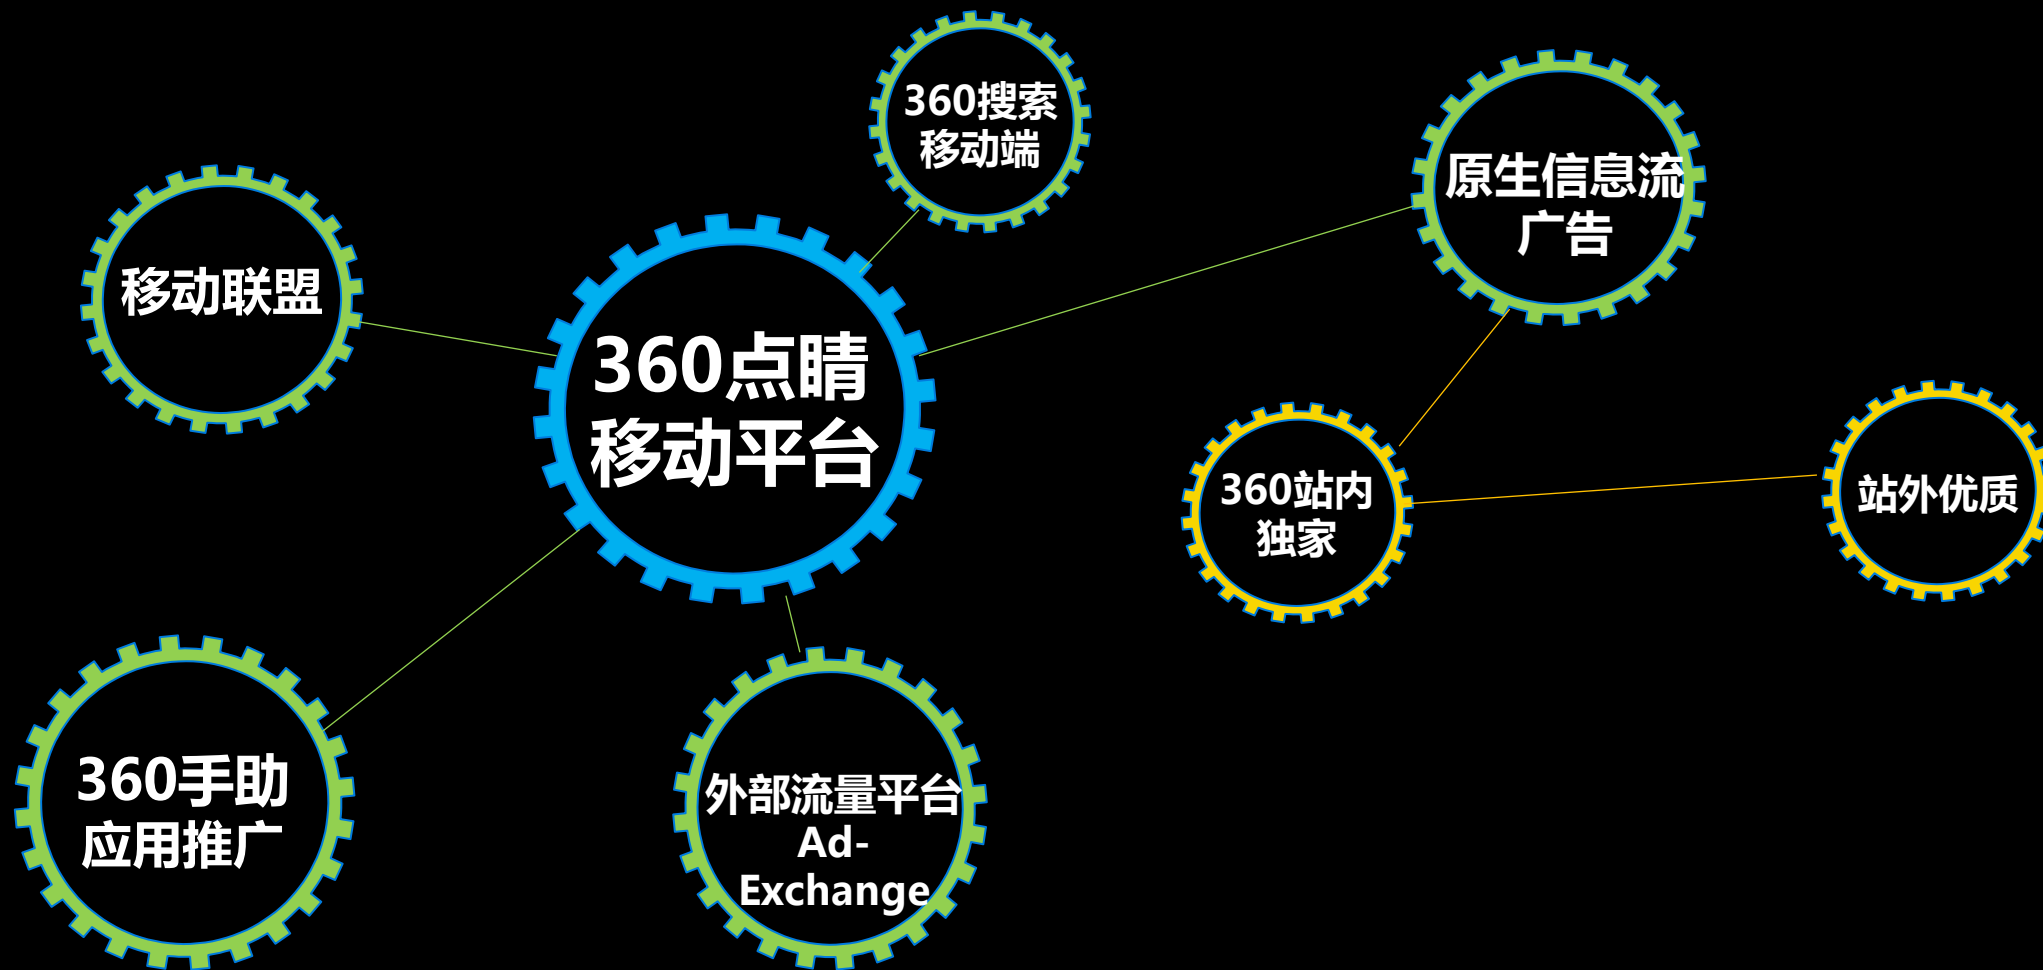 360搜索
移动端
原生信息流
广告
移动联盟
360点睛
移动平台
360站内
独家
站外优质
360手助
应用推广
外部流量平台
Ad-
Exchange